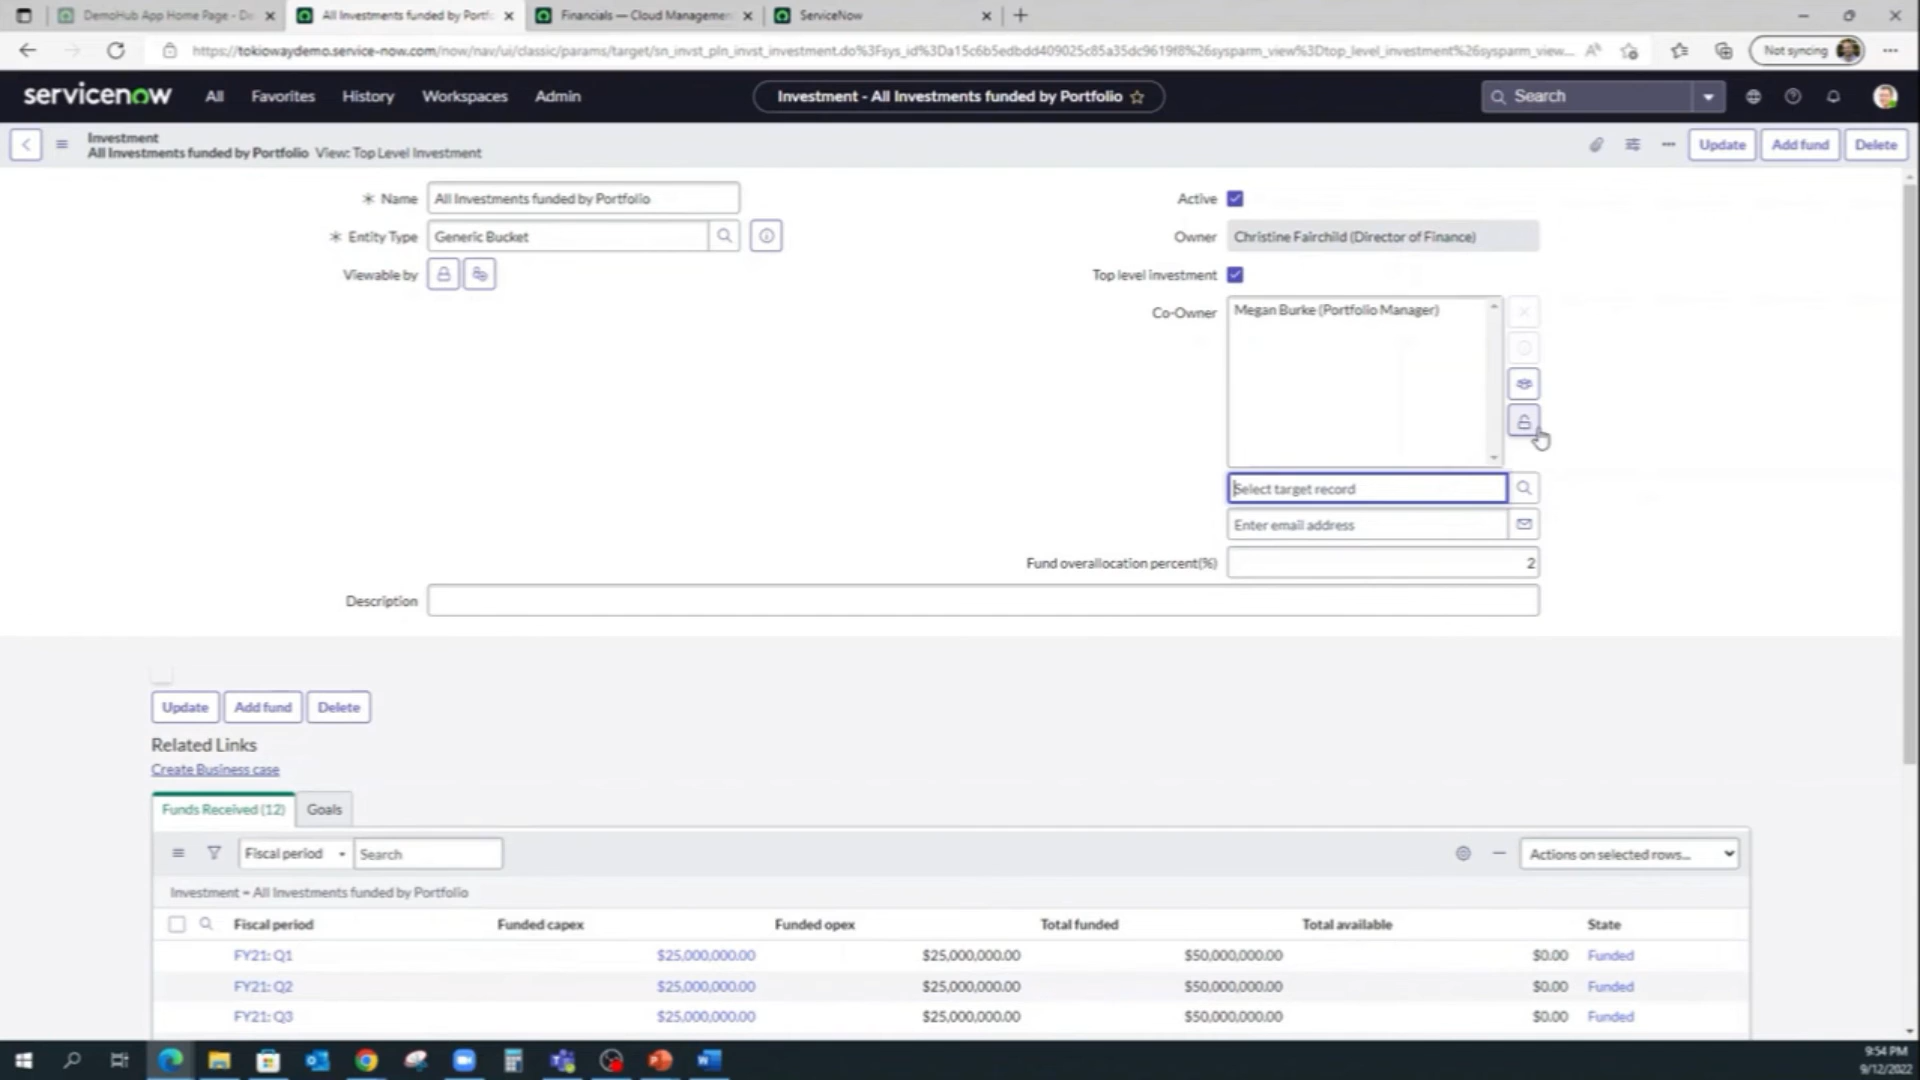 DemoHub App Home Page - De
All Investments funded by Portfo
Financials — Cloud Managemen
ServiceNow
https://tokiowaydemo.service-now.com/now/nav/ui/classic/params/target/sn_invst_pln_invst_investment.do%3Fsys_id%3Da15c6b5edbdd409025c85a35dc9619f8%26sysparm_view%3Dtop_level_investment%26sysparm_view...
Not syncing
servicenow
All
Favorites
History
Workspaces
Admin
Investment - All Investments funded by Portfolio
Search
Investment
All Investments funded by Portfolio View: Top Level Investment
Update
Add fund
Delete
* Name
All Investments funded by Portfolio
Active
* Entity Type
Generic Bucket
Owner
Christine Fairchild (Director of Finance)
Viewable by
Top level investment
Co-Owner
Megan Burke (Portfolio Manager)
Select target record
Enter email address
Fund overallocation percent(%)
2
Description
Update
Add fund
Delete
Related Links
Create Business case
Funds Received (12)
Goals
Fiscal period
Search
Actions on selected rows...
Investment = All Investments funded by Portfolio
Fiscal period Funded capex Funded opex Total funded Total available State
FY21: Q1 $25,000,000.00 $25,000,000.00 $50,000,000.00 $0.00 Funded
FY21: Q2 $25,000,000.00 $25,000,000.00 $50,000,000.00 $0.00 Funded
FY21: Q3 $25,000,000.00 $25,000,000.00 $50,000,000.00 $0.00 Funded
9:54 PM
9/12/2022